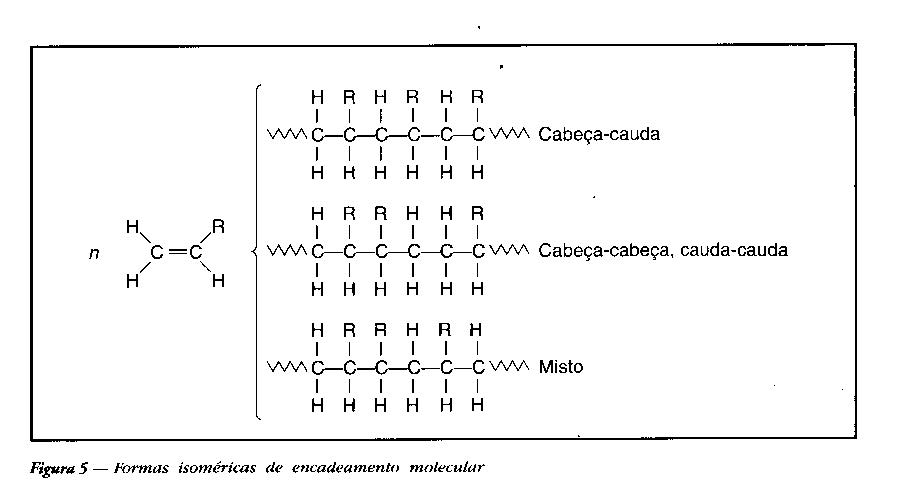 H R H R H R
C—C—C—C—C—C Cabeça-cauda
H H H H H H
H R R H H R
n H H C=C R H C—C—C—C—C—C Cabeça-cabeça, cauda-cauda
H H H H H H
H R R H R H
C—C—C—C—C—C Misto
H H H H H H
Figura 5 — Formas isoméricas de encadeamento molecular